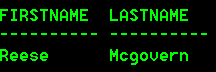 FIRSTNAME  LASTNAME
---------- ----------
Reese      Mcgovern